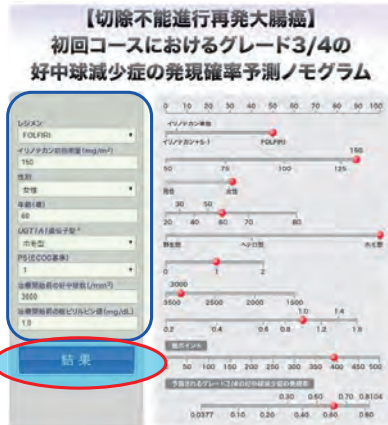 【切除不能進行再発大腸癌】
初回コースにおけるグレード3/4の
好中球減少症の発現確率予測ノモグラム
レジメン
FOLFIRI
イリノテカン初回用量(mg/m²)
150
性別
女性
年齢(歳)
60
UGT1A1遺伝子型*
ホモ型
PS(ECOG基準)
1
治療開始前の好中球数(/mm³)
3000
治療開始前の総ビリルビン値(mg/dL)
1.0
結果
0 10 20 30 40 50 60 70 80 90 100
イリノテカン単独
イリノテカン+S-1 FOLFIRI
150
50 75 100 125
男性 女性
30 50
20 40 60 70 80
野生型 ヘテロ型 ホモ型
0 1 2
3000
3500 2500 2000 1500
1.0 1.4
0.2 0.4 0.6 0.8 1.2 1.6
総ポイント
0 50 100 150 200 250 300 350 400 450 500
予測されるグレード3/4の好中球減少症の発現率
0.30 0.50 0.70 0.8104
0.0377 0.10 0.20 0.40 0.60 0.80